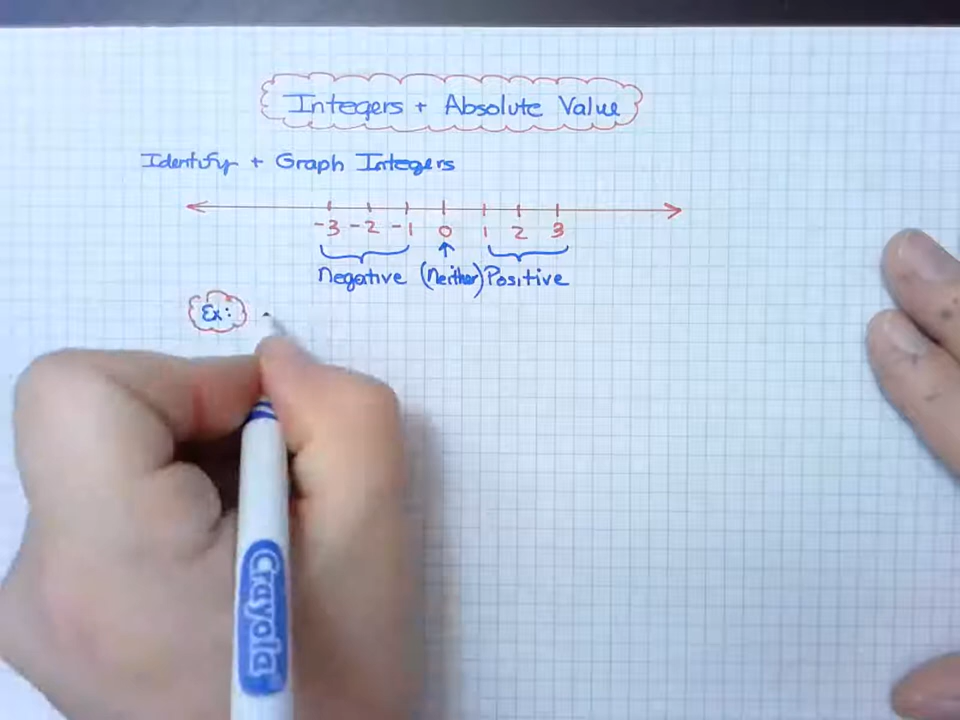 Integers + Absolute Value
Identify + Graph Integers
-3 -2 -1 0 1 2 3
Negative (Neither) Positive
Ex:
Crayola